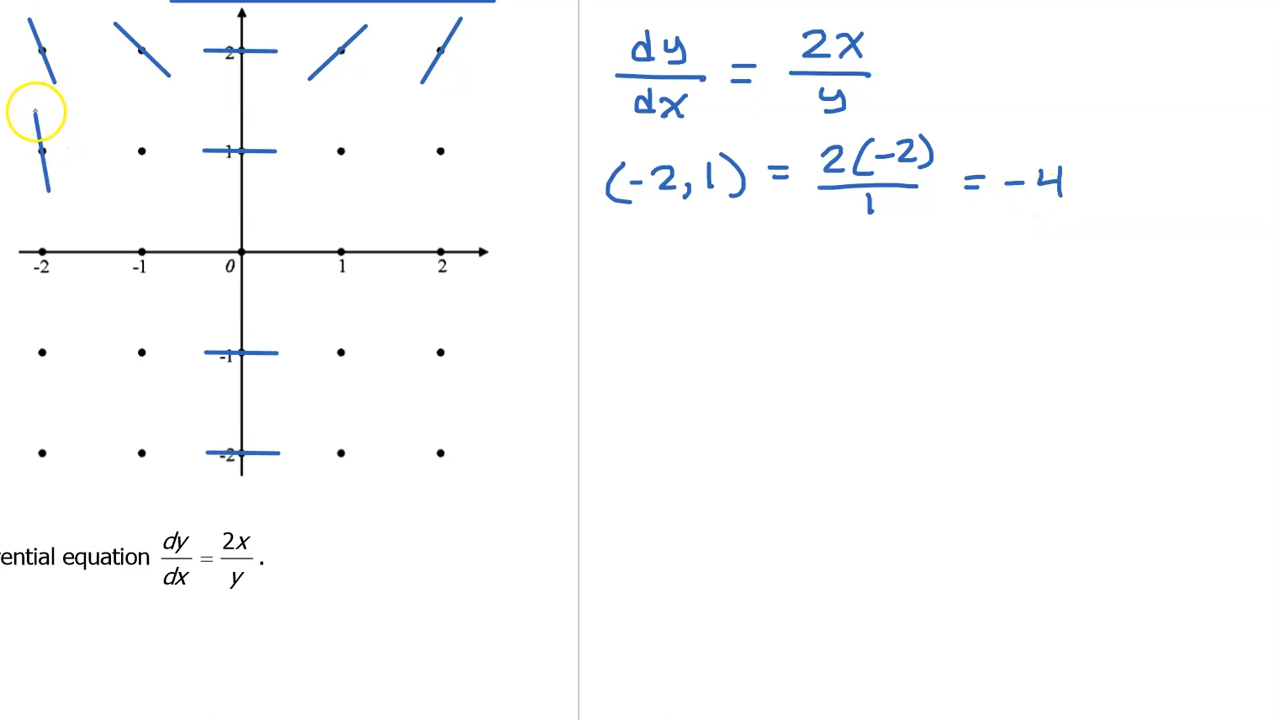 2
1
-2 -1 0 1 2
-1
-2
rential equation dy/dx = 2x/y .
dy/dx = 2x/y
(-2, 1) = 2(-2)/1 = -4